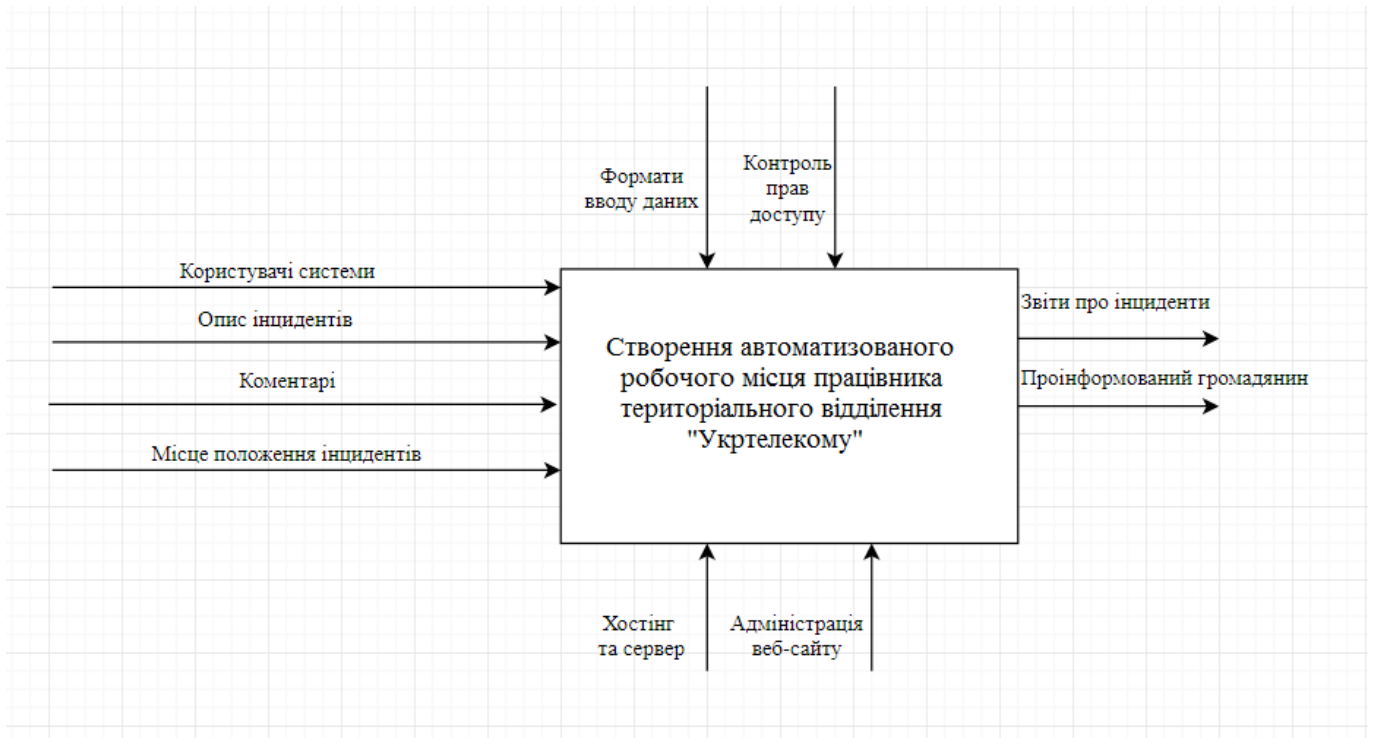 Формати
вводу даних
Контроль
прав
доступу
Користувачі системи
Опис інцидентів
Коментарі
Місце положення інцидентів
Створення автоматизованого
робочого місця працівника
територіального відділення
"Укртелекому"
Звіти про інциденти
Проінформований громадянин
Хостінг
та сервер
Адміністрація
веб-сайту